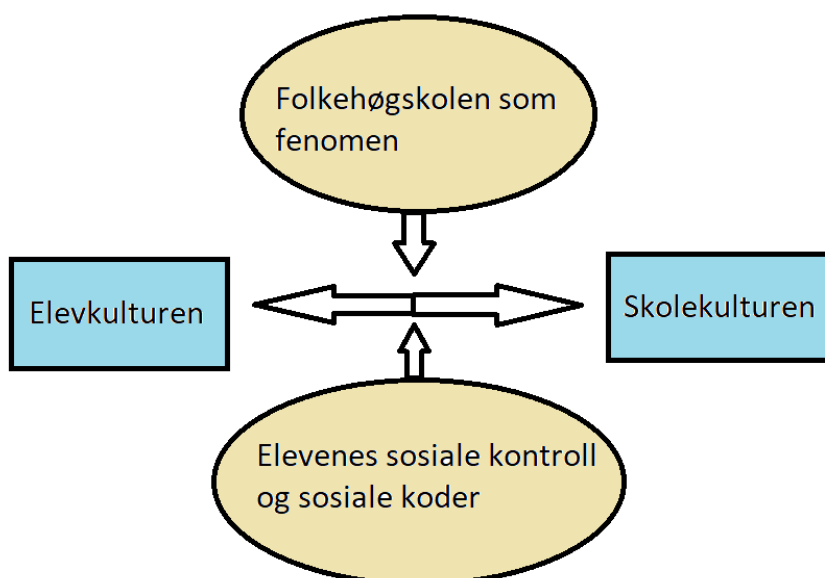 Folkehøgskolen som
fenomen
Elevkulturen
Skolekulturen
Elevenes sosiale kontroll
og sosiale koder